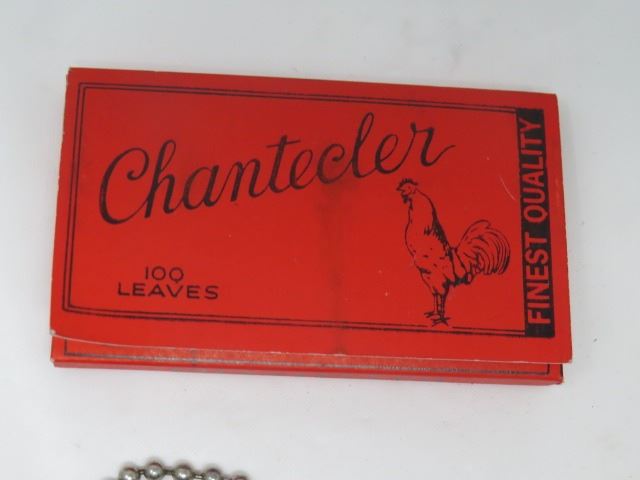 Chantecler
100
LEAVES
FINEST QUALITY